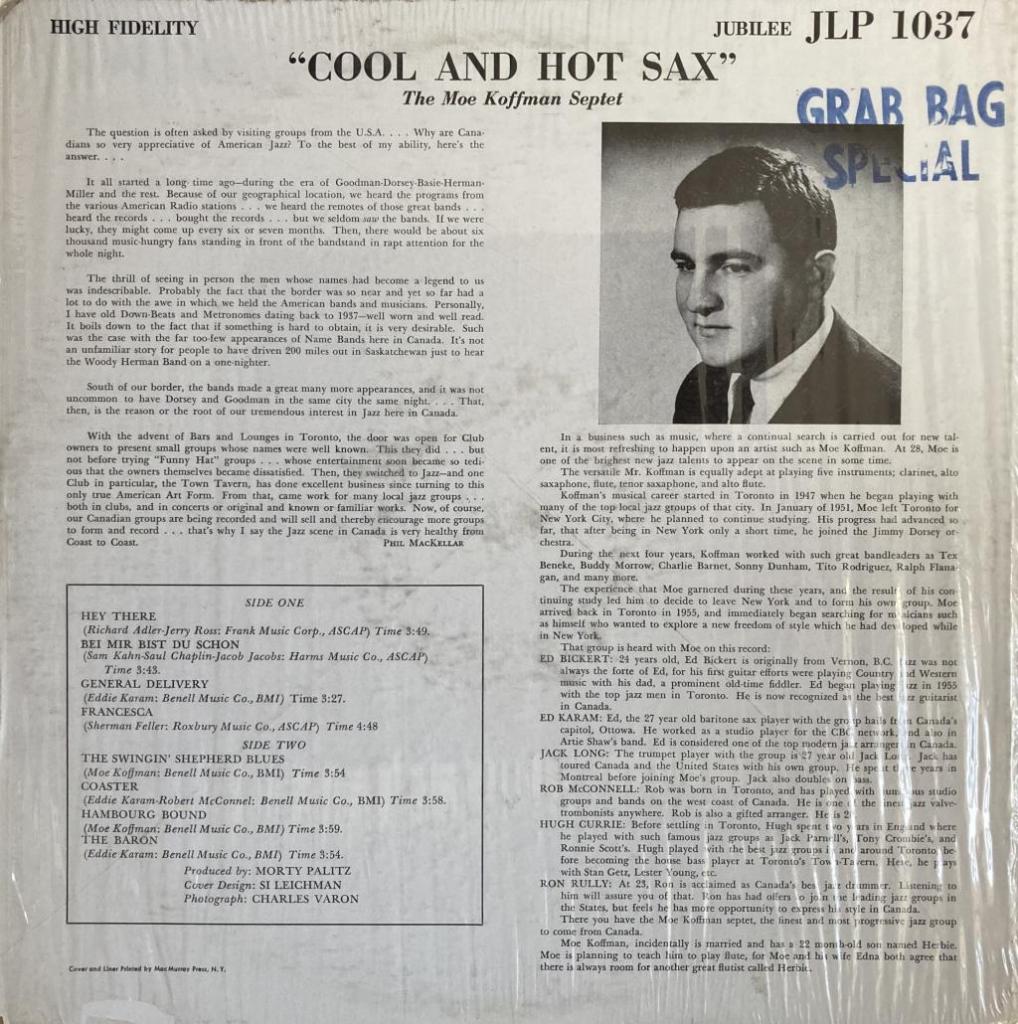 HIGH FIDELITY
JUBILEE JLP 1037
“COOL AND HOT SAX”
The Moe Koffman Septet
GRAB BAG
SPECIAL
The question is often asked by visiting groups from the U.S.A. . . . Why are Cana-
dians so very appreciative of American Jazz? To the best of my ability, here's the
answer. . . .
It all started a long time ago—during the era of Goodman-Dorsey-Basie-Herman-
Miller and the rest. Because of our geographical location, we heard the programs from
the various American Radio stations . . . we heard the remotes of those great bands . . .
heard the records . . . bought the records . . . but we seldom saw the bands. If we were
lucky, they might come up every six or seven months. Then, there would be about six
thousand music-hungry fans standing in front of the bandstand in rapt attention for the
whole night.
The thrill of seeing in person the men whose names had become a legend to us
was indescribable. Probably the fact that the border was so near and yet so far had a
lot to do with the awe in which we held the American bands and musicians. Personally,
I have old Down-Beats and Metronomes dating back to 1937—well worn and well read.
It boils down to the fact that if something is hard to obtain, it is very desirable. Such
was the case with the far too-few appearances of Name Bands here in Canada. It's not
an unfamiliar story for people to have driven 200 miles out in Saskatchewan just to hear
the Woody Herman Band on a one-nighter.
South of our border, the bands made a great many more appearances, and it was not
uncommon to have Dorsey and Goodman in the same city the same night. . . . That,
then, is the reason or the root of our tremendous interest in Jazz here in Canada.
With the advent of Bars and Lounges in Toronto, the door was open for Club
owners to present small groups whose names were well known. This they did . . . but
not before trying "Funny Hat" groups . . . whose entertainment soon became so tedi-
ous that the owners themselves became dissatisfied. Then, they switched to Jazz—and one
Club in particular, the Town Tavern, has done excellent business since turning to this
only true American Art Form. From that, came work for many local jazz groups . . .
both in clubs, and in concerts or original and known or familiar works. Now, of course,
our Canadian groups are being recorded and will sell and thereby encourage more groups
to form and record . . . that's why I say the Jazz scene in Canada is very healthy from
Coast to Coast. PHIL MACKELLAR
SIDE ONE
HEY THERE
(Richard Adler-Jerry Ross: Frank Music Corp., ASCAP) Time 3:49.
BEI MIR BIST DU SCHON
(Sam Kahn-Saul Chaplin-Jacob Jacobs: Harms Music Co., ASCAP)
Time 3:43.
GENERAL DELIVERY
(Eddie Karam: Benell Music Co., BMI) Time 3:27.
FRANCESCA
(Sherman Feller: Roxbury Music Co., ASCAP) Time 4:48
SIDE TWO
THE SWINGIN' SHEPHERD BLUES
(Moe Koffman: Benell Music Co., BMI) Time 3:54
COASTER
(Eddie Karam-Robert McConnel: Benell Music Co., BMI) Time 3:58.
HAMBOURG BOUND
(Moe Koffman: Benell Music Co., BMI) Time 3:59.
THE BARON
(Eddie Karam: Benell Music Co., BMI) Time 3:54.
Produced by: MORTY PALITZ
Cover Design: SI LEICHMAN
Photograph: CHARLES VARON
Cover and Liner Printed by MacMurray Press, N. Y.
In a business such as music, where a continual search is carried out for new tal-
ent, it is most refreshing to happen upon an artist such as Moe Koffman. At 28, Moe is
one of the brightest new jazz talents to appear on the scene in some time.
The versatile Mr. Koffman is equally adept at playing five instruments; clarinet, alto
saxophone, flute, tenor saxophone, and alto flute.
Koffman's musical career started in Toronto in 1947 when he began playing with
many of the top local jazz groups of that city. In January of 1951, Moe left Toronto for
New York City, where he planned to continue studying. His progress had advanced so
far, that after being in New York only a short time, he joined the Jimmy Dorsey or-
chestra.
During the next four years, Koffman worked with such great bandleaders as Tex
Beneke, Buddy Morrow, Charlie Barnet, Sonny Dunham, Tito Rodriguez, Ralph Flana-
gan, and many more.
The experience that Moe garnered during these years, and the result of his con-
tinuing study led him to decide to leave New York and to form his own group. Moe
arrived back in Toronto in 1955, and immediately began searching for musicians such
as himself who wanted to explore a new freedom of style which he had developed while
in New York.
That group is heard with Moe on this record:
ED BICKERT: 24 years old, Ed Bickert is originally from Vernon, B.C. Jazz was not
always the forte of Ed, for his first guitar efforts were playing Country and Western
music with his dad, a prominent old-time fiddler. Ed began playing jazz in 1955
with the top jazz men in Toronto. He is now recognized as the best jazz guitarist
in Canada.
ED KARAM: Ed, the 27 year old baritone sax player with the group hails from Canada's
capitol, Ottowa. He worked as a studio player for the CBC network, and also in
Artie Shaw's band. Ed is considered one of the top modern jazz arrangers in Canada.
JACK LONG: The trumpet player with the group is 27 year old Jack Long. Jack has
toured Canada and the United States with his own group. He spent three years in
Montreal before joining Moe's group. Jack also doubles on bass.
ROB McCONNELL: Rob was born in Toronto, and has played with numerous studio
groups and bands on the west coast of Canada. He is one of the finest jazz valve-
trombonists anywhere. Rob is also a gifted arranger. He is
HUGH CURRIE: Before settling in Toronto, Hugh spent two years in England where
he played with such famous jazz groups as Jack Parnell's, Tony Crombie's, and
Ronnie Scott's. Hugh played with the best jazz groups in and around Toronto be-
fore becoming the house bass player at Toronto's Town-Tavern. Here, he plays
with Stan Getz, Lester Young, etc.
RON RULLY: At 23, Ron is acclaimed as Canada's best jazz drummer. Listening to
him will assure you of that. Ron has had offers to join the leading jazz groups in
the States, but feels he has more opportunity to express his style in Canada.
There you have the Moe Koffman septet, the finest and most progressive jazz group
to come from Canada.
Moe Koffman, incidentally is married and has a 22 month-old son named Herbie.
Moe is planning to teach him to play flute, for Moe and his wife Edna both agree that
there is always room for another great flutist called Herbie.